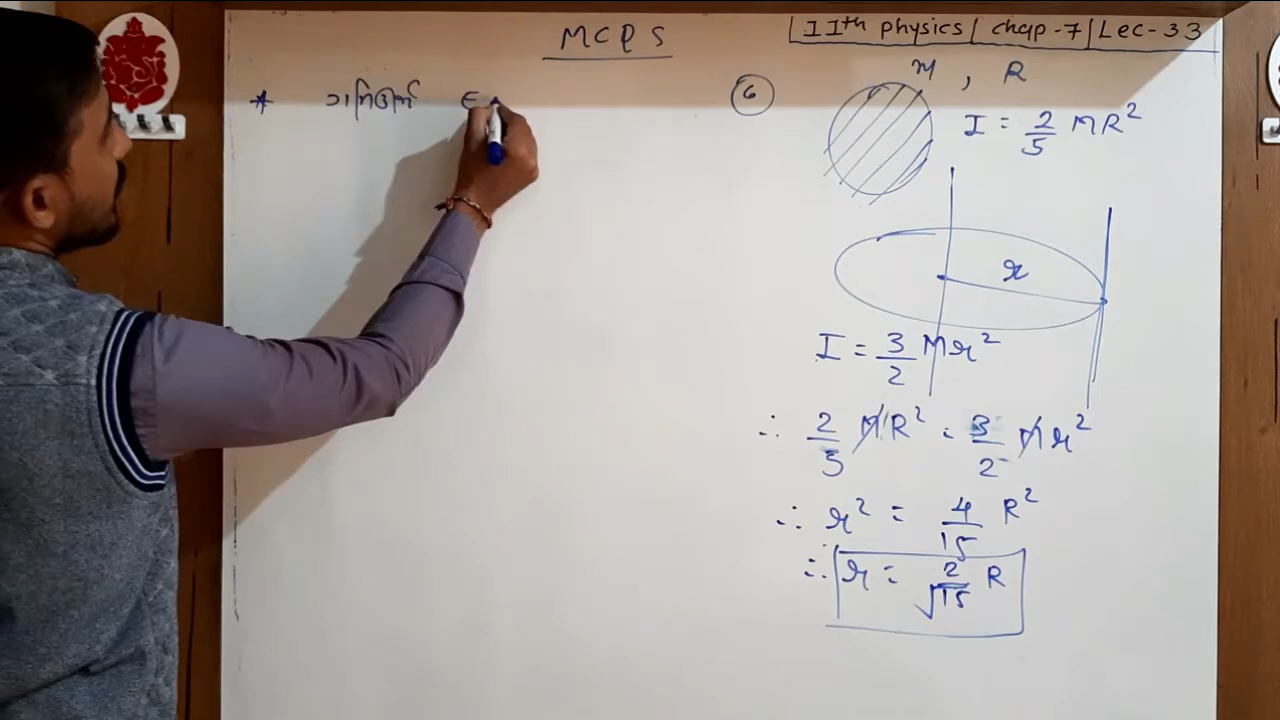 MCQS
11th physics | chap-7 | Lec-33
*
6
M , R
I = 2/5 MR²
r
I = 3/2 Mr²
∴ 2/5 MR² = 3/2 Mr²
∴ r² = 4/15 R²
∴ r = 2/√15 R